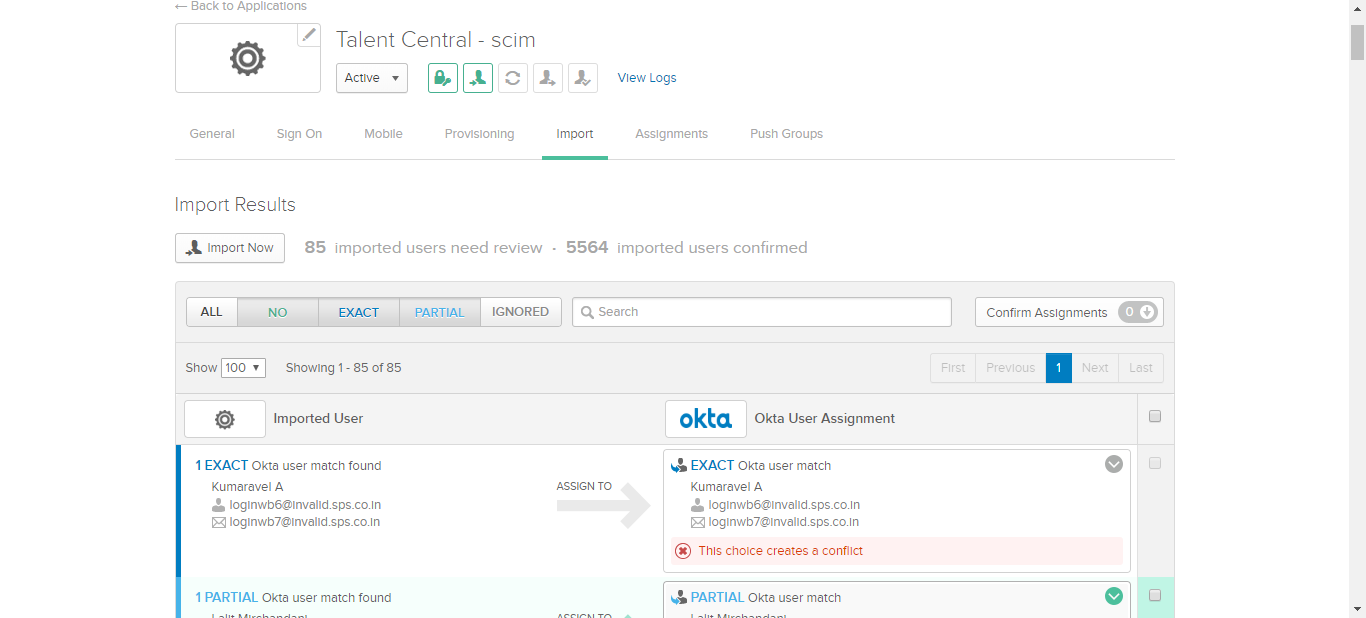 ← Back to Applications
Talent Central - scim
Active ▼ View Logs
General Sign On Mobile Provisioning Import Assignments Push Groups
Import Results
Import Now 85 imported users need review · 5564 imported users confirmed
ALL NO EXACT PARTIAL IGNORED Search Confirm Assignments 0
Show 100 ▼ Showing 1 - 85 of 85 First Previous 1 Next Last
Imported User okta Okta User Assignment
1 EXACT Okta user match found EXACT Okta user match
Kumaravel A ASSIGN TO Kumaravel A
loginwb6@invalid.sps.co.in loginwb6@invalid.sps.co.in
loginwb7@invalid.sps.co.in loginwb7@invalid.sps.co.in
This choice creates a conflict
1 PARTIAL Okta user match found PARTIAL Okta user match
Lalit Mirchandani ASSIGN TO Lalit Mirchandani